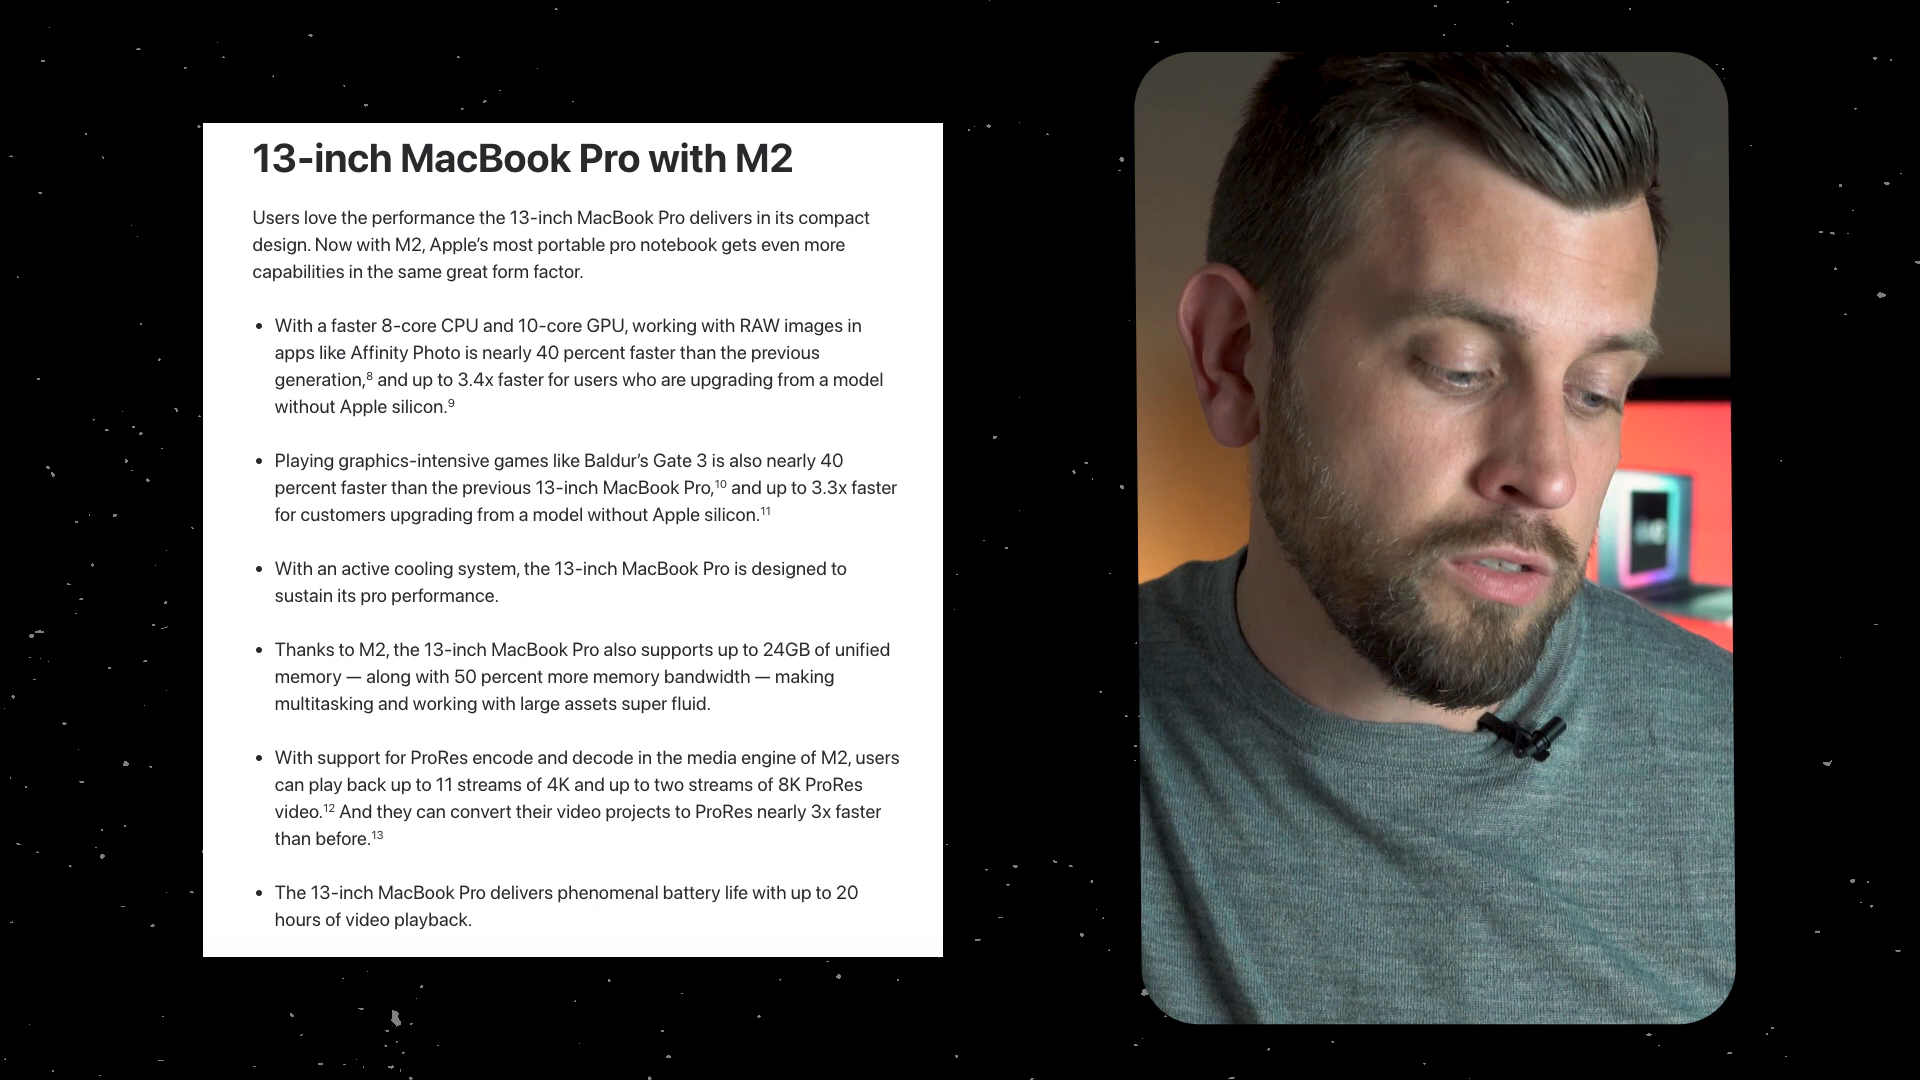 13-inch MacBook Pro with M2
Users love the performance the 13-inch MacBook Pro delivers in its compact
design. Now with M2, Apple’s most portable pro notebook gets even more
capabilities in the same great form factor.
• With a faster 8-core CPU and 10-core GPU, working with RAW images in
apps like Affinity Photo is nearly 40 percent faster than the previous
generation,⁸ and up to 3.4x faster for users who are upgrading from a model
without Apple silicon.⁹
• Playing graphics-intensive games like Baldur’s Gate 3 is also nearly 40
percent faster than the previous 13-inch MacBook Pro,¹⁰ and up to 3.3x faster
for customers upgrading from a model without Apple silicon.¹¹
• With an active cooling system, the 13-inch MacBook Pro is designed to
sustain its pro performance.
• Thanks to M2, the 13-inch MacBook Pro also supports up to 24GB of unified
memory — along with 50 percent more memory bandwidth — making
multitasking and working with large assets super fluid.
• With support for ProRes encode and decode in the media engine of M2, users
can play back up to 11 streams of 4K and up to two streams of 8K ProRes
video.¹² And they can convert their video projects to ProRes nearly 3x faster
than before.¹³
• The 13-inch MacBook Pro delivers phenomenal battery life with up to 20
hours of video playback.